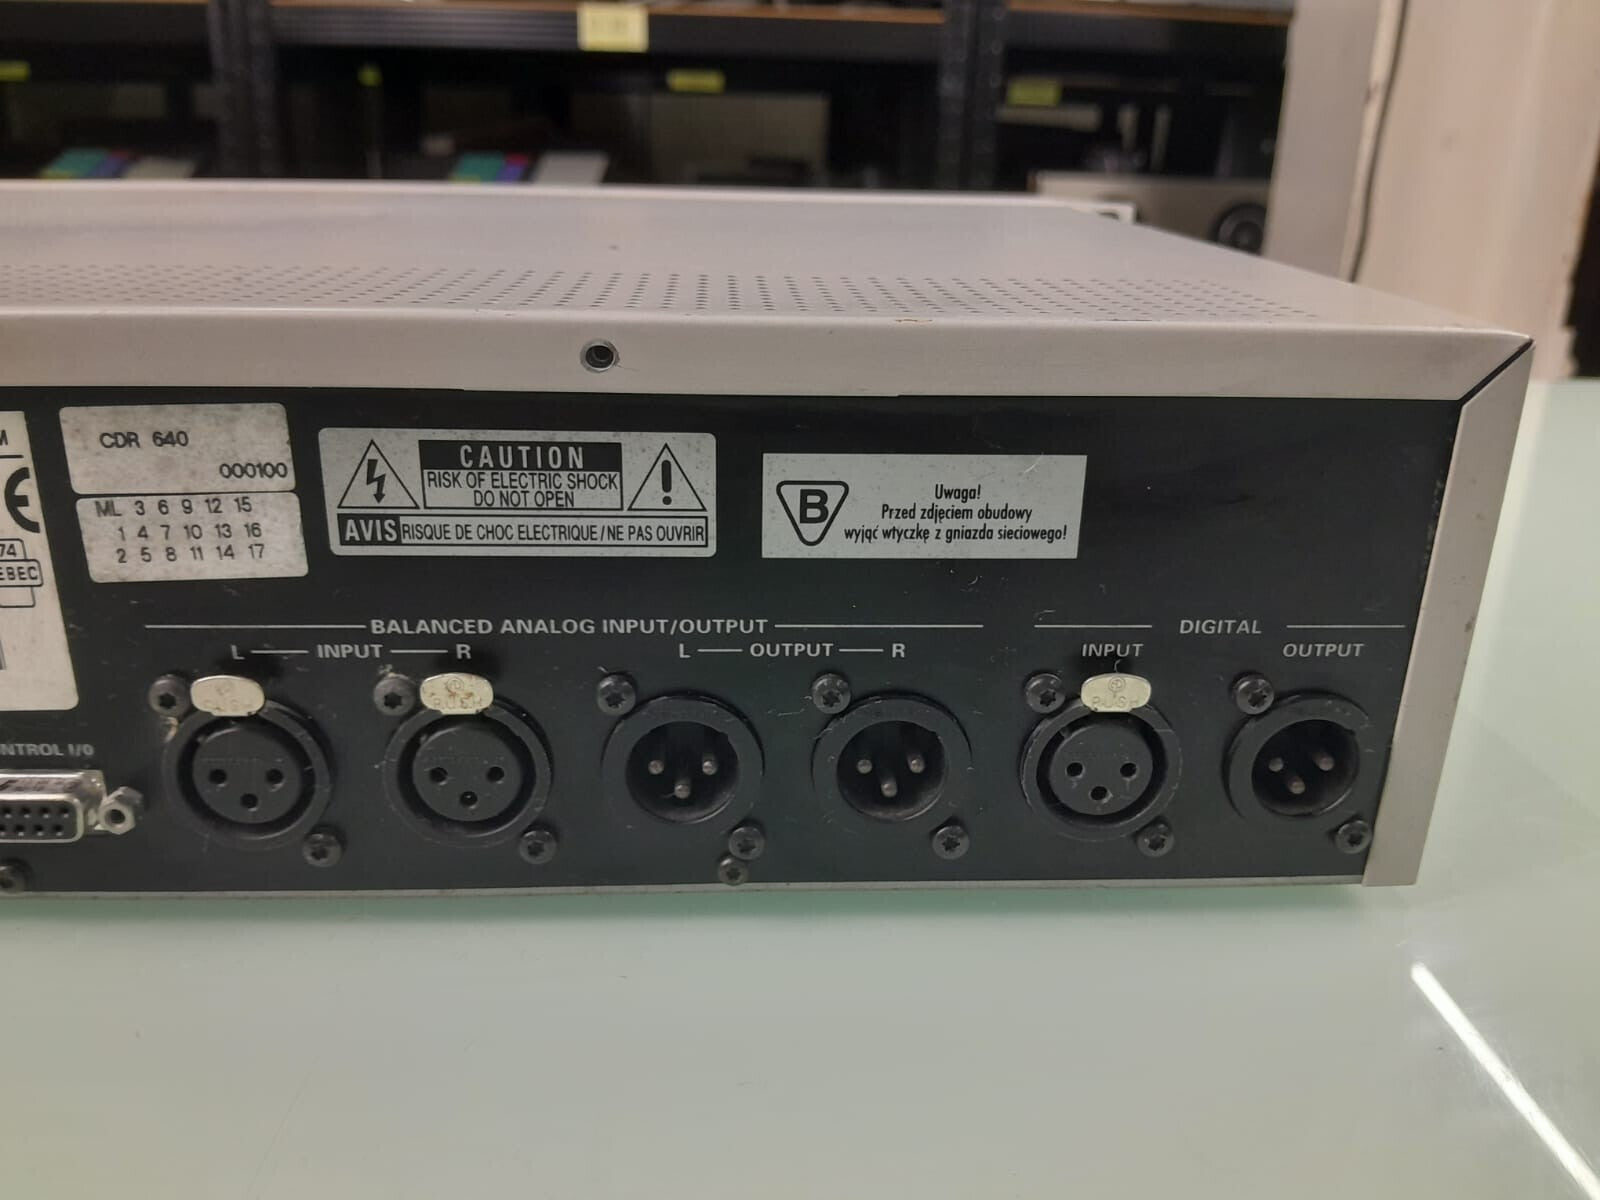 M
CE
74
EBEC
CDR 640
000100
ML 3 6 9 12 15
1 4 7 10 13 16
2 5 8 11 14 17
CAUTION
RISK OF ELECTRIC SHOCK
DO NOT OPEN
AVIS RISQUE DE CHOC ELECTRIQUE/NE PAS OUVRIR
B
Uwaga!
Przed zdjęciem obudowy
wyjąć wtyczkę z gniazda sieciowego!
BALANCED ANALOG INPUT/OUTPUT
L INPUT R
L OUTPUT R
DIGITAL
INPUT
OUTPUT
PUSH
PUSH
PUSH
NTROL I/O